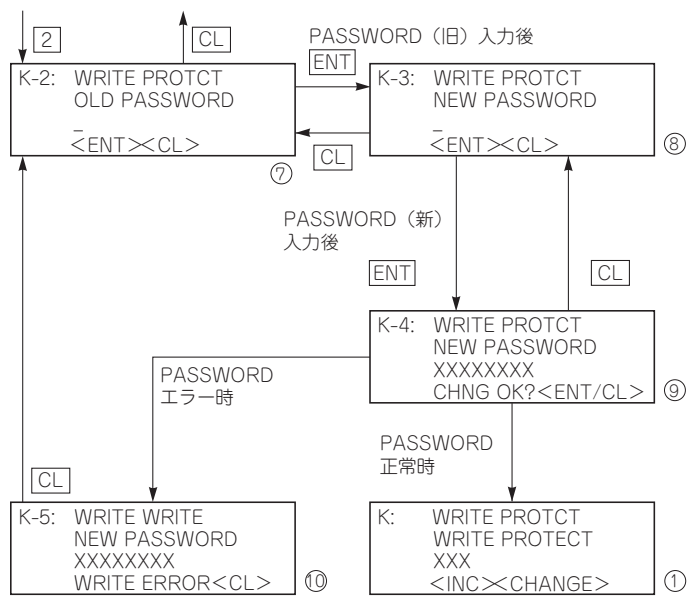 2
CL
PASSWORD（旧）入力後
ENT
K-2: WRITE PROTCT
OLD PASSWORD
_
<ENT><CL>
⑦
CL
K-3: WRITE PROTCT
NEW PASSWORD
_
<ENT><CL>
⑧
PASSWORD（新）
入力後
ENT
CL
K-4: WRITE PROTCT
NEW PASSWORD
XXXXXXXX
CHNG OK?<ENT/CL>
⑨
PASSWORD
エラー時
PASSWORD
正常時
CL
K-5: WRITE WRITE
NEW PASSWORD
XXXXXXXX
WRITE ERROR<CL>
⑩
K: WRITE PROTCT
WRITE PROTECT
XXX
<INC><CHANGE>
①